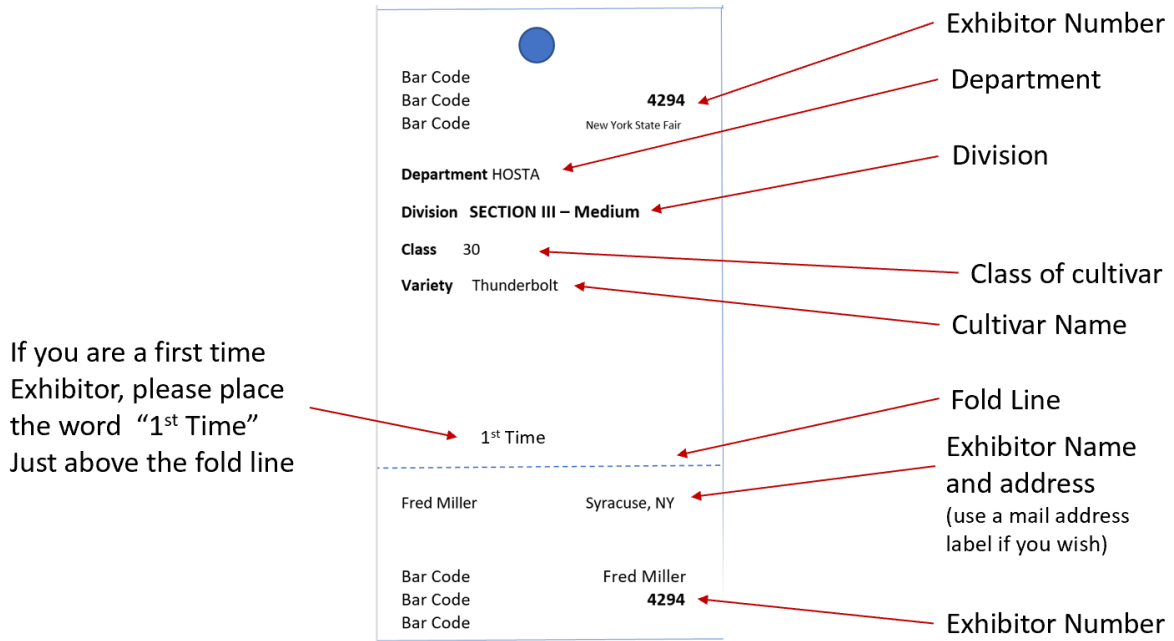 If you are a first time
Exhibitor, please place
the word “1st Time”
Just above the fold line
Bar Code
Bar Code 4294
Bar Code New York State Fair
Department HOSTA
Division SECTION III – Medium
Class 30
Variety Thunderbolt
1st Time
Fred Miller Syracuse, NY
Bar Code Fred Miller
Bar Code 4294
Bar Code
Exhibitor Number
Department
Division
Class of cultivar
Cultivar Name
Fold Line
Exhibitor Name
and address
(use a mail address
label if you wish)
Exhibitor Number